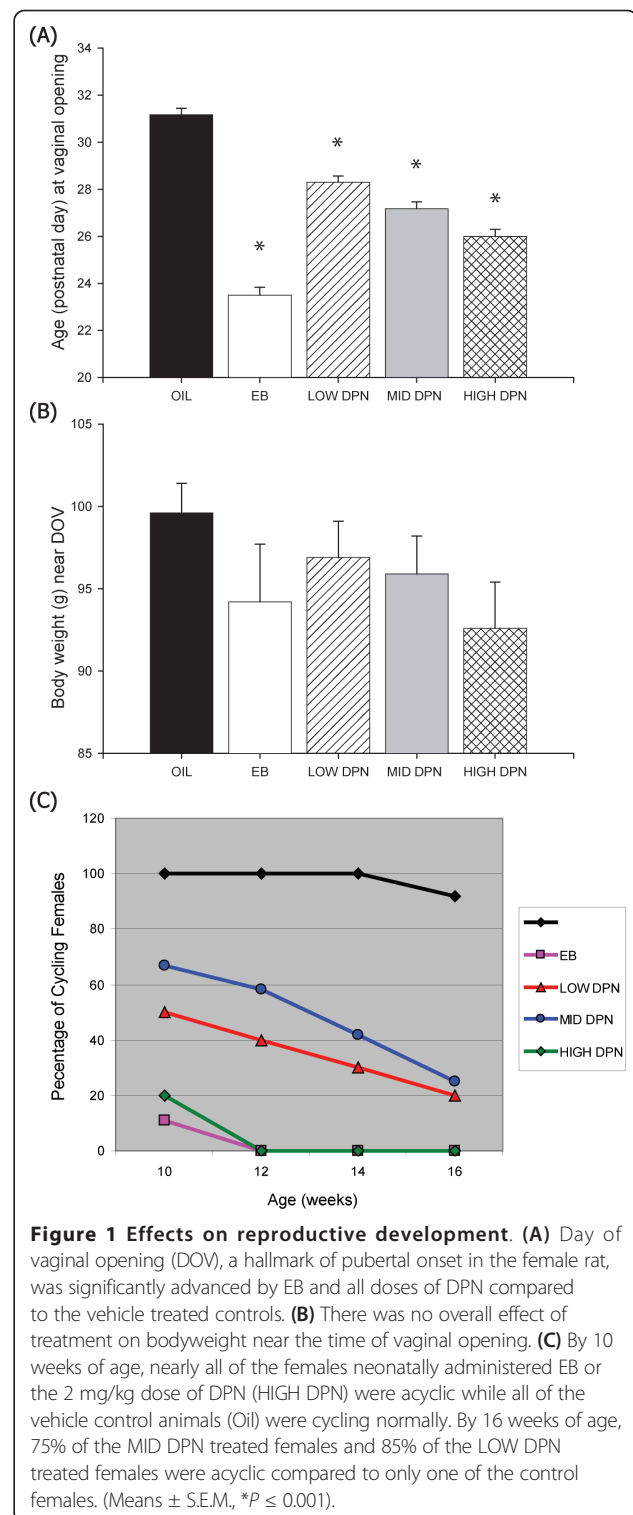 (A)
34
32
30
28
26
24
22
20
Age (postnatal day) at vaginal opening
*
*
*
*
OIL EB LOW DPN MID DPN HIGH DPN
(B)
105
100
95
90
85
Body weight (g) near DOV
OIL EB LOW DPN MID DPN HIGH DPN
(C)
120
100
80
60
40
20
0
Pecentage of Cycling Females
10 12 14 16
Age (weeks)
EB
LOW DPN
MID DPN
HIGH DPN
Figure 1 Effects on reproductive development. (A) Day of
vaginal opening (DOV), a hallmark of pubertal onset in the female rat,
was significantly advanced by EB and all doses of DPN compared
to the vehicle treated controls. (B) There was no overall effect of
treatment on bodyweight near the time of vaginal opening. (C) By 10
weeks of age, nearly all of the females neonatally administered EB or
the 2 mg/kg dose of DPN (HIGH DPN) were acyclic while all of the
vehicle control animals (Oil) were cycling normally. By 16 weeks of age,
75% of the MID DPN treated females and 85% of the LOW DPN
treated females were acyclic compared to only one of the control
females. (Means ± S.E.M., *P ≤ 0.001).